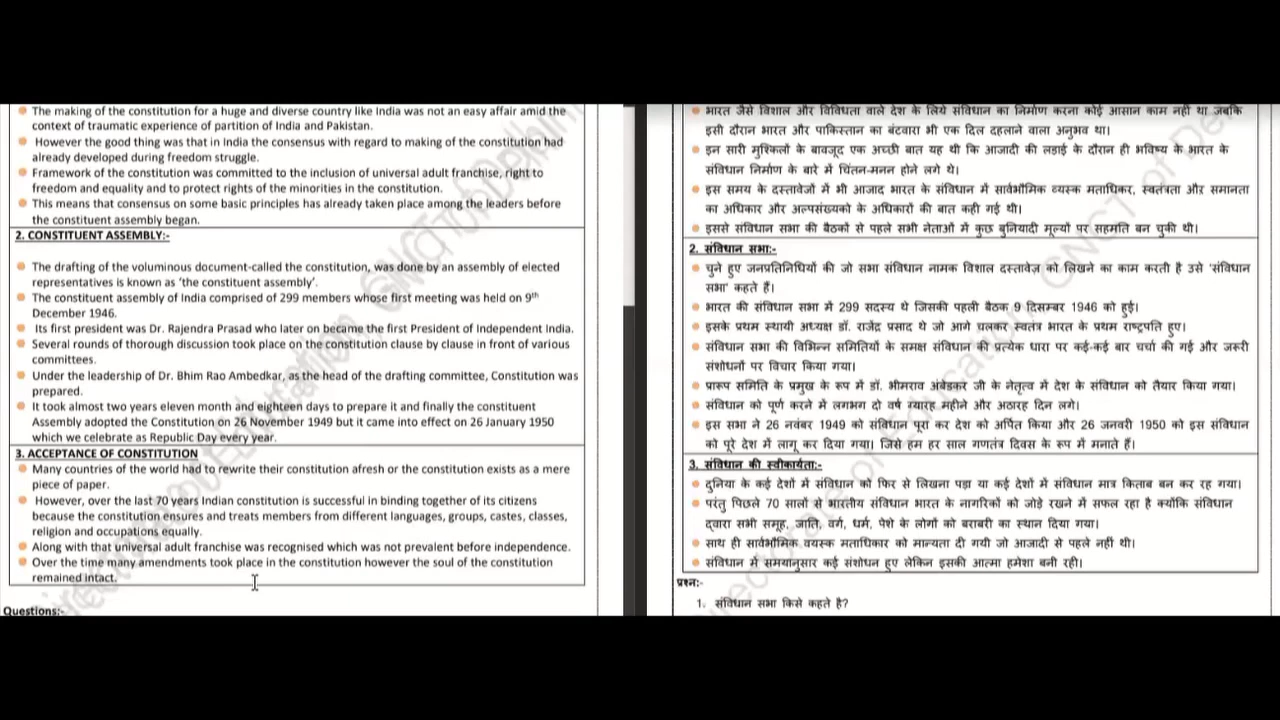 The making of the constitution for a huge and diverse country like India was not an easy affair amid the
context of traumatic experience of partition of India and Pakistan.
However the good thing was that in India the consensus with regard to making of the constitution had
already developed during freedom struggle.
Framework of the constitution was committed to the inclusion of universal adult franchise, right to
freedom and equality and to protect rights of the minorities in the constitution.
This means that consensus on some basic principles has already taken place among the leaders before
the constituent assembly began.
2. CONSTITUENT ASSEMBLY:-
The drafting of the voluminous document-called the constitution, was done by an assembly of elected
representatives is known as 'the constituent assembly'.
The constituent assembly of India comprised of 299 members whose first meeting was held on 9th
December 1946.
Its first president was Dr. Rajendra Prasad who later on became the first President of Independent India.
Several rounds of thorough discussion took place on the constitution clause by clause in front of various
committees.
Under the leadership of Dr. Bhim Rao Ambedkar, as the head of the drafting committee, Constitution was
prepared.
It took almost two years eleven month and eighteen days to prepare it and finally the constituent
Assembly adopted the Constitution on 26 November 1949 but it came into effect on 26 January 1950
which we celebrate as Republic Day every year.
3. ACCEPTANCE OF CONSTITUTION
Many countries of the world had to rewrite their constitution afresh or the constitution exists as a mere
piece of paper.
However, over the last 70 years Indian constitution is successful in binding together of its citizens
because the constitution ensures and treats members from different languages, groups, castes, classes,
religion and occupations equally.
Along with that universal adult franchise was recognised which was not prevalent before independence.
Over the time many amendments took place in the constitution however the soul of the constitution
remained intact.
Questions:-
भारत जैसे विशाल और विविधता वाले देश के लिये संविधान का निर्माण करना कोई आसान काम नहीं था जबकि
इसी दौरान भारत और पाकिस्तान का बंटवारा भी एक दिल दहलाने वाला अनुभव था।
इन सारी मुश्किलों के बावजूद एक अच्छी बात यह थी कि आजादी की लड़ाई के दौरान ही भविष्य के भारत के
संविधान निर्माण के बारे में चिंतन-मनन होने लगे थे।
इस समय के दस्तावेजों में भी आजाद भारत के संविधान में सार्वभौमिक व्यस्क मताधिकर, स्वतंत्रता और समानता
का अधिकार और अल्पसंख्यको के अधिकारों की बात कही गई थी।
इससे संविधान सभा की बैठकों से पहले सभी नेताओं में कुछ बुनियादी मूल्यों पर सहमति बन चुकी थी।
2. संविधान सभा:-
चुने हुए जनप्रतिनिधियों की जो सभा संविधान नामक विशाल दस्तावेज़ को लिखने का काम करती है उसे 'संविधान
सभा' कहते हैं।
भारत की संविधान सभा में 299 सदस्य थे जिसकी पहली बैठक 9 दिसम्बर 1946 को हुई।
इसके प्रथम स्थायी अध्यक्ष डॉ. राजेंद्र प्रसाद थे जो आगे चलकर स्वतंत्र भारत के प्रथम राष्ट्रपति हुए।
संविधान सभा की विभिन्न समितियों के समक्ष संविधान की प्रत्येक धारा पर कई-कई बार चर्चा की गई और जरूरी
संशोधनों पर विचार किया गया।
प्रारूप समिति के प्रमुख के रूप में डॉ. भीमराव अंबेडकर जी के नेतृत्व में देश के संविधान को तैयार किया गया।
संविधान को पूर्ण करने में लगभग दो वर्ष ग्यारह महीने और अठारह दिन लगे।
इस सभा ने 26 नवंबर 1949 को संविधान पूरा कर देश को अर्पित किया और 26 जनवरी 1950 को इस संविधान
को पूरे देश में लागू कर दिया गया। जिसे हम हर साल गणतंत्र दिवस के रूप में मनाते हैं।
3. संविधान की स्वीकार्यता:-
दुनिया के कई देशों में संविधान को फिर से लिखना पड़ा या कई देशों में संविधान मात्र किताब बन कर रह गया।
परंतु पिछले 70 सालों से भारतीय संविधान भारत के नागरिकों को जोड़े रखने में सफल रहा है क्योंकि संविधान
द्वारा सभी समूह, जाति, वर्ग, धर्म, पेशे के लोगों को बराबरी का स्थान दिया गया।
साथ ही सार्वभौमिक वयस्क मताधिकार को मान्यता दी गयी जो आजादी से पहले नहीं थी।
संविधान में समयानुसार कई संशोधन हुए लेकिन इसकी आत्मा हमेशा बनी रही।
प्रश्न:-
1. संविधान सभा किसे कहते है?